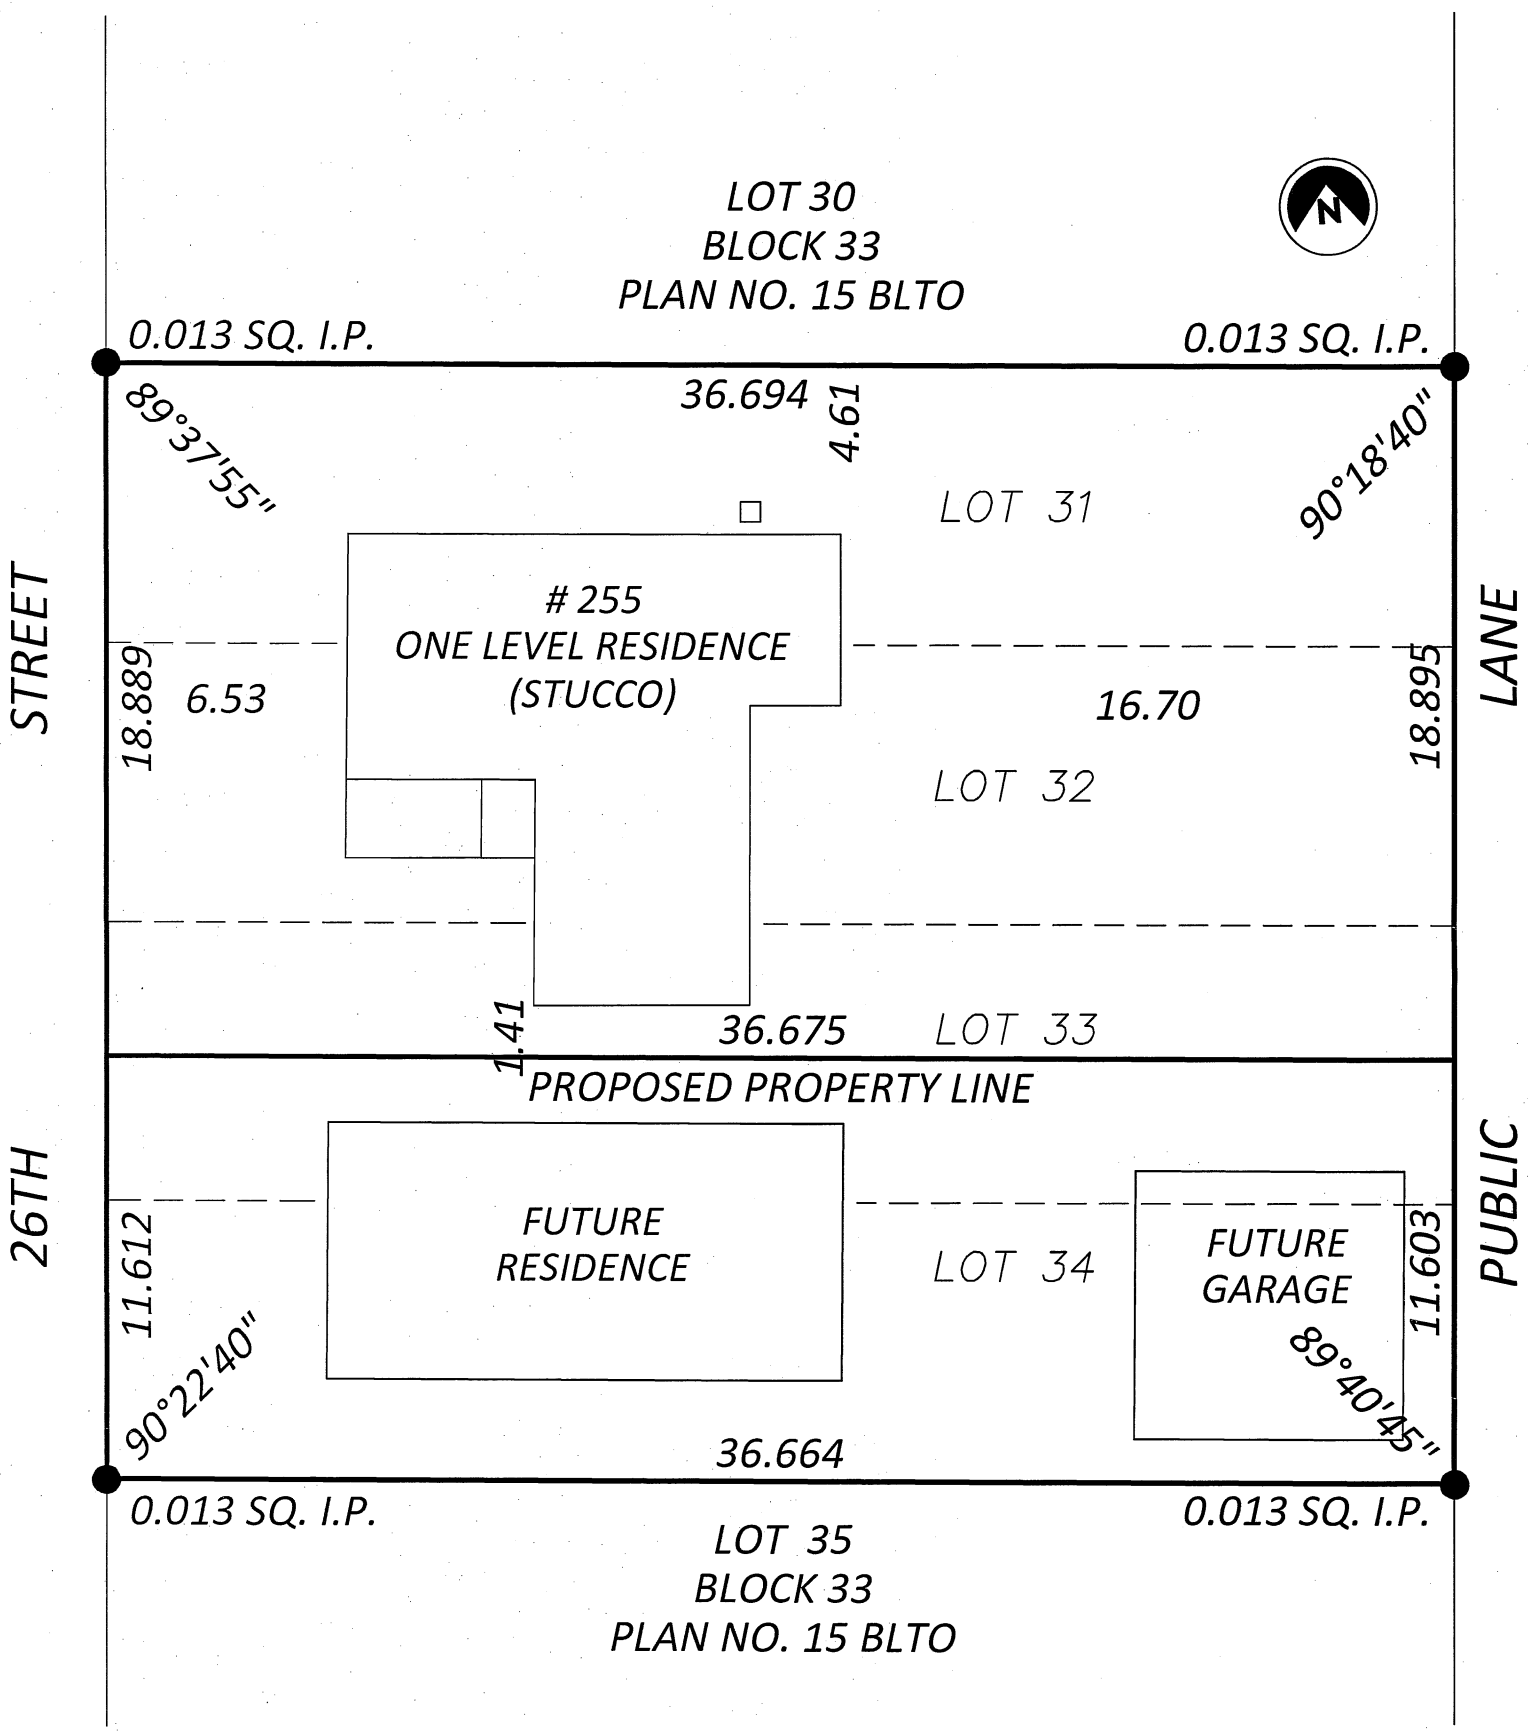 LOT 30
BLOCK 33
PLAN NO. 15 BLTO
N
0.013 SQ. I.P.
0.013 SQ. I.P.
36.694
4.61
89°37'55"
90°18'40"
LOT 31
# 255
ONE LEVEL RESIDENCE
(STUCCO)
26TH STREET
PUBLIC LANE
18.889
6.53
16.70
18.895
LOT 32
1.41
36.675
LOT 33
PROPOSED PROPERTY LINE
FUTURE
RESIDENCE
LOT 34
FUTURE
GARAGE
11.612
11.603
90°22'40"
89°40'45"
36.664
0.013 SQ. I.P.
0.013 SQ. I.P.
LOT 35
BLOCK 33
PLAN NO. 15 BLTO